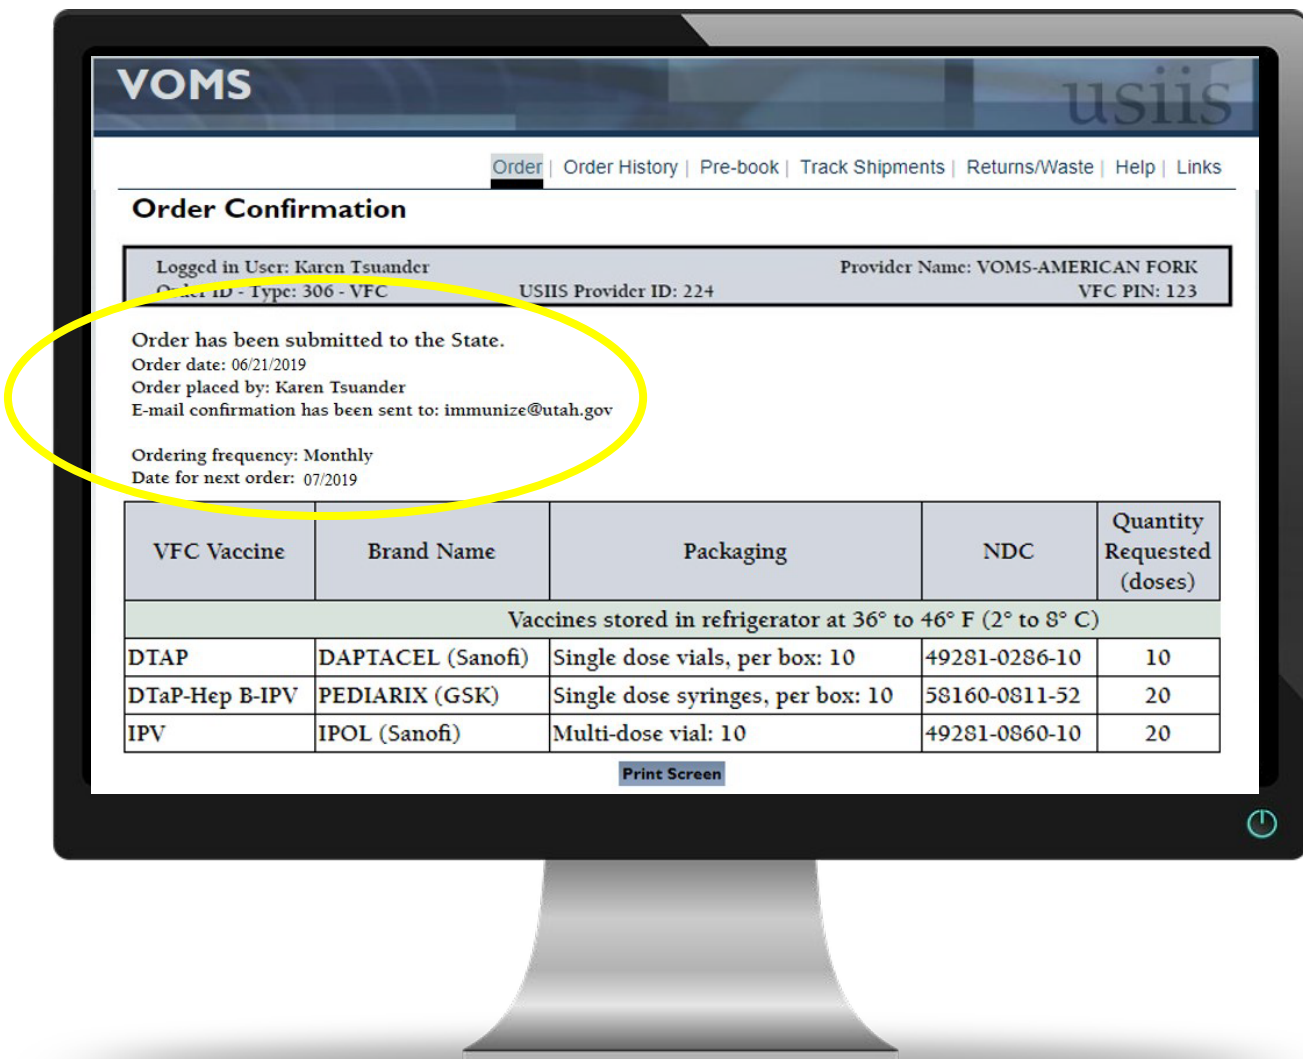 VOMS
usiis
Order | Order History | Pre-book | Track Shipments | Returns/Waste | Help | Links
Order Confirmation
Logged in User: Karen Tsuander Provider Name: VOMS-AMERICAN FORK
Order ID - Type: 306 - VFC USIIS Provider ID: 224 VFC PIN: 123
Order has been submitted to the State.
Order date: 06/21/2019
Order placed by: Karen Tsuander
E-mail confirmation has been sent to: immunize@utah.gov
Ordering frequency: Monthly
Date for next order: 07/2019
VFC Vaccine Brand Name Packaging NDC Quantity Requested (doses)
Vaccines stored in refrigerator at 36° to 46° F (2° to 8° C)
DTAP DAPTACEL (Sanofi) Single dose vials, per box: 10 49281-0286-10 10
DTaP-Hep B-IPV PEDIARIX (GSK) Single dose syringes, per box: 10 58160-0811-52 20
IPV IPOL (Sanofi) Multi-dose vial: 10 49281-0860-10 20
Print Screen